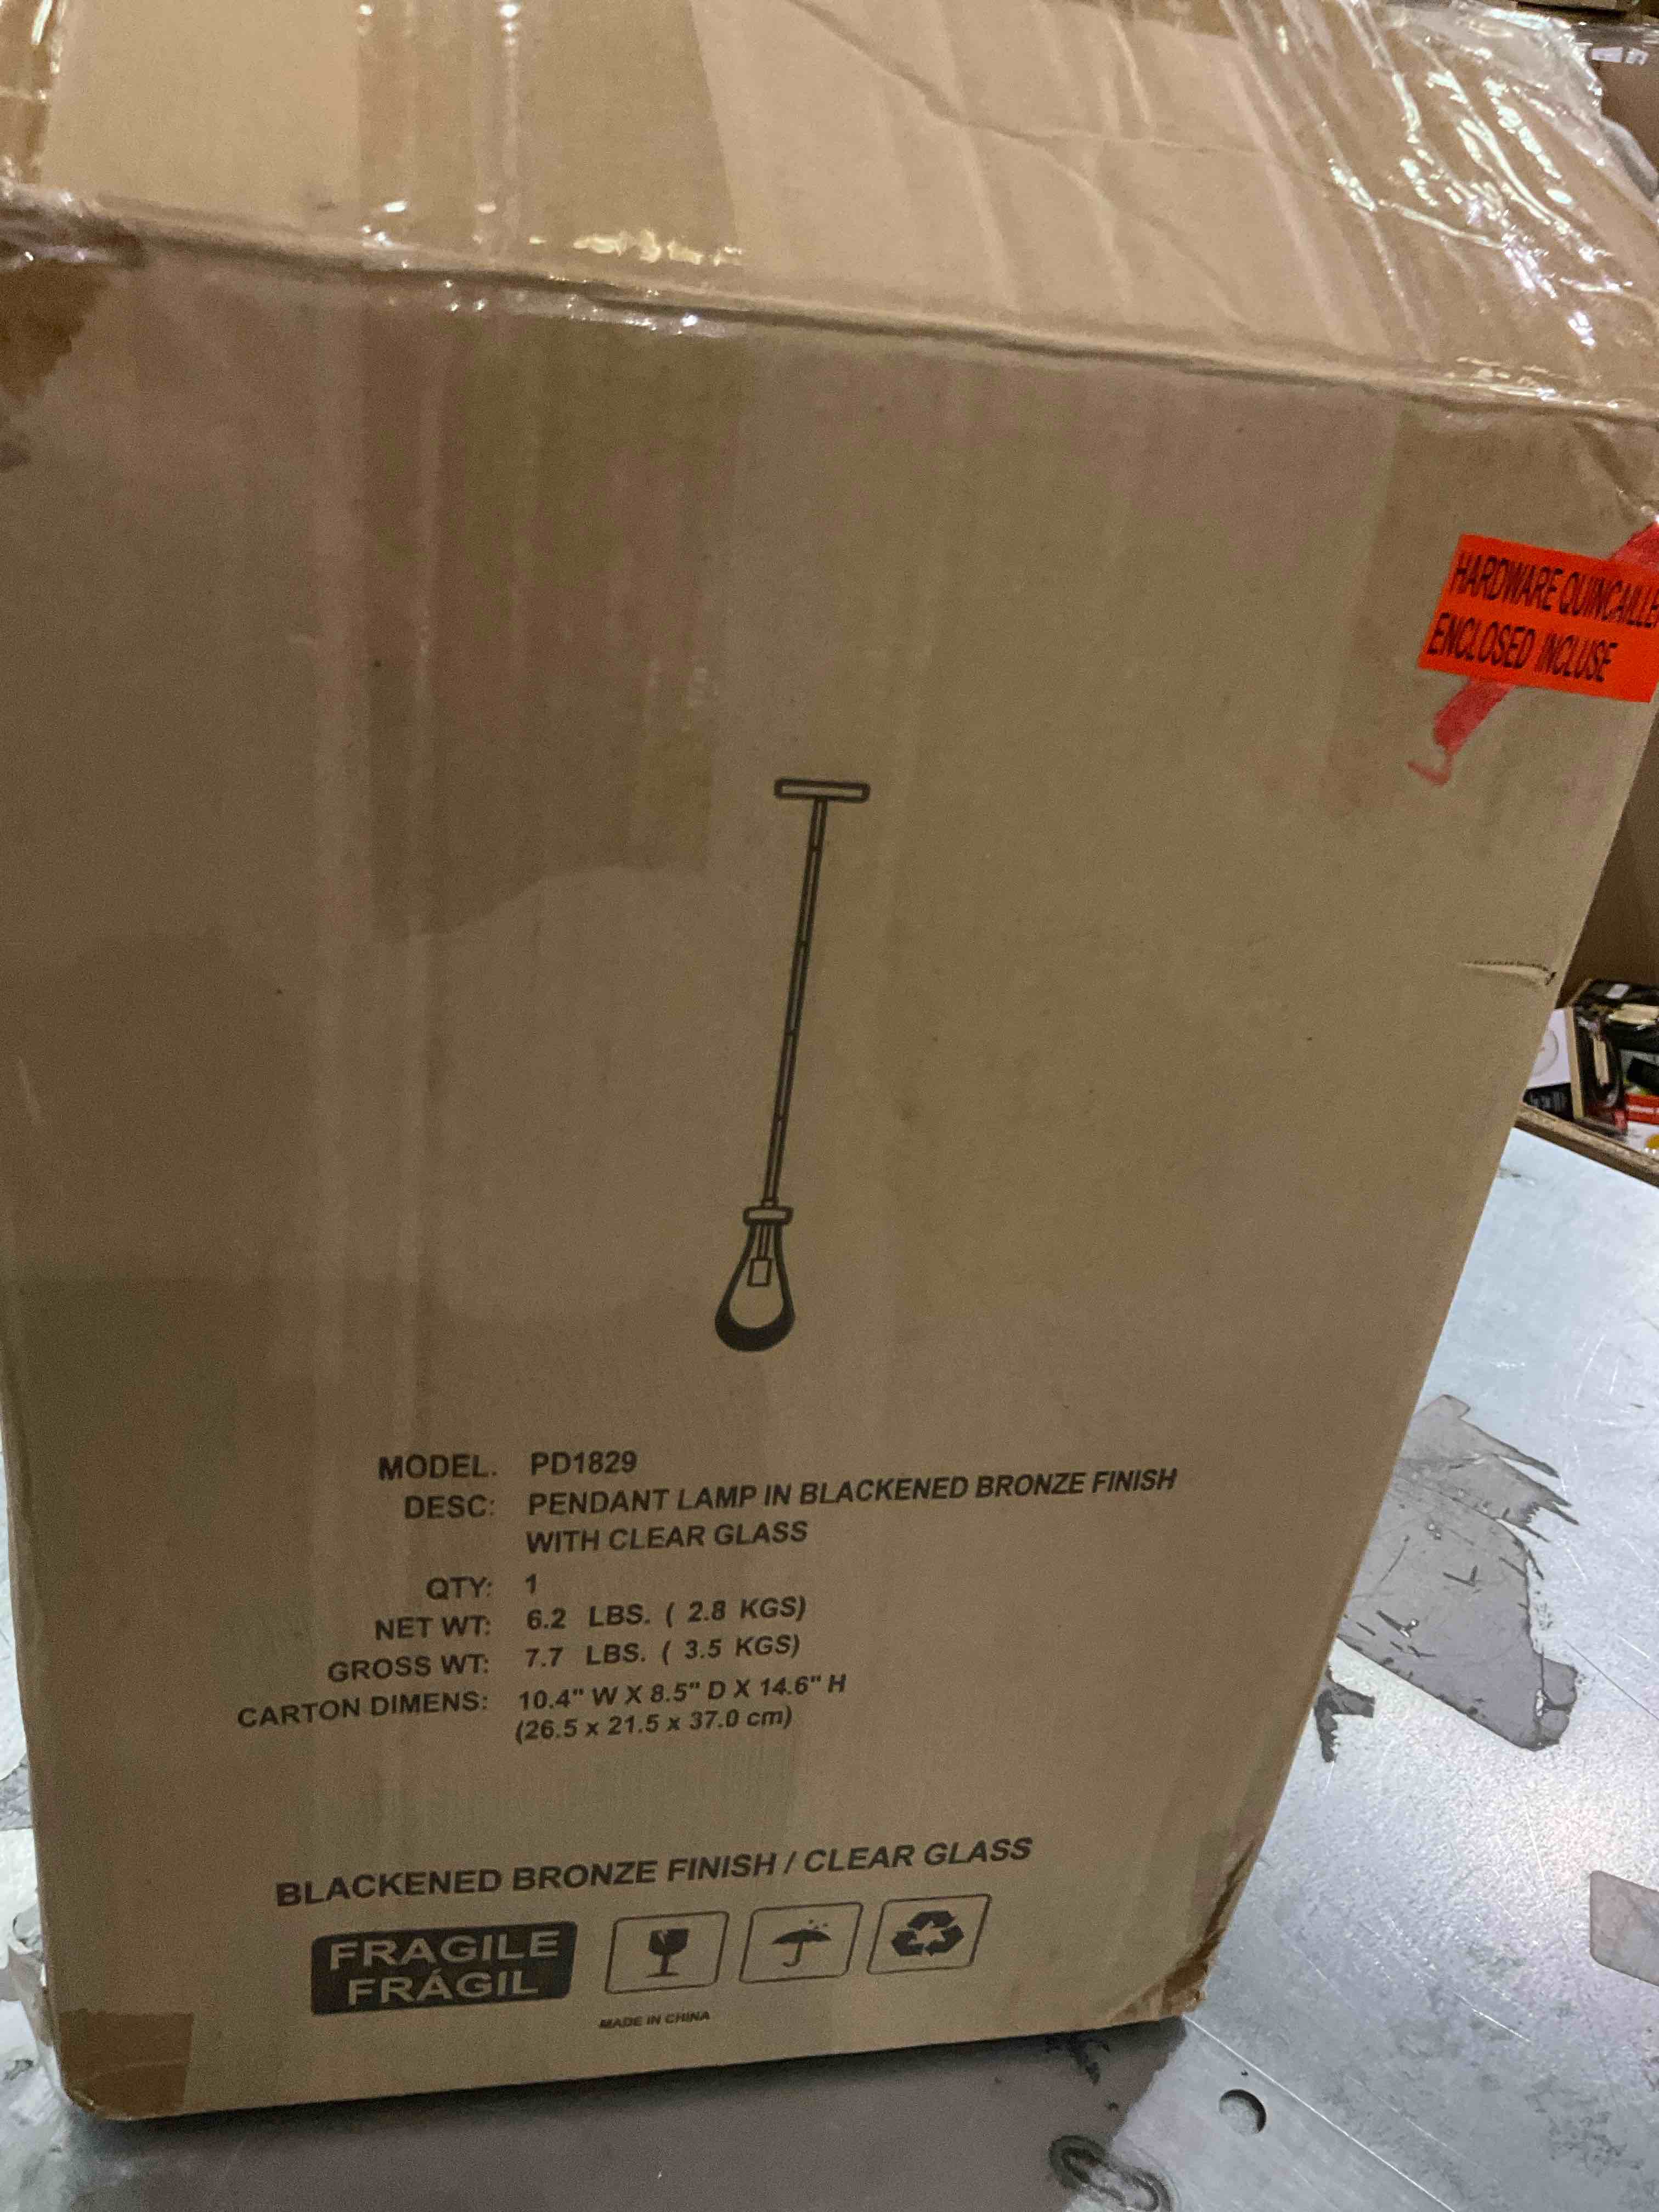 HARDWARE QUINCAILLE
ENCLOSED INCLUSE
MODEL. PD1829
DESC: PENDANT LAMP IN BLACKENED BRONZE FINISH
WITH CLEAR GLASS
QTY: 1
NET WT: 6.2 LBS. ( 2.8 KGS)
GROSS WT: 7.7 LBS. ( 3.5 KGS)
CARTON DIMENS: 10.4" W X 8.5" D X 14.6" H
(26.5 x 21.5 x 37.0 cm)
BLACKENED BRONZE FINISH / CLEAR GLASS
FRAGILE
FRÁGIL
MADE IN CHINA